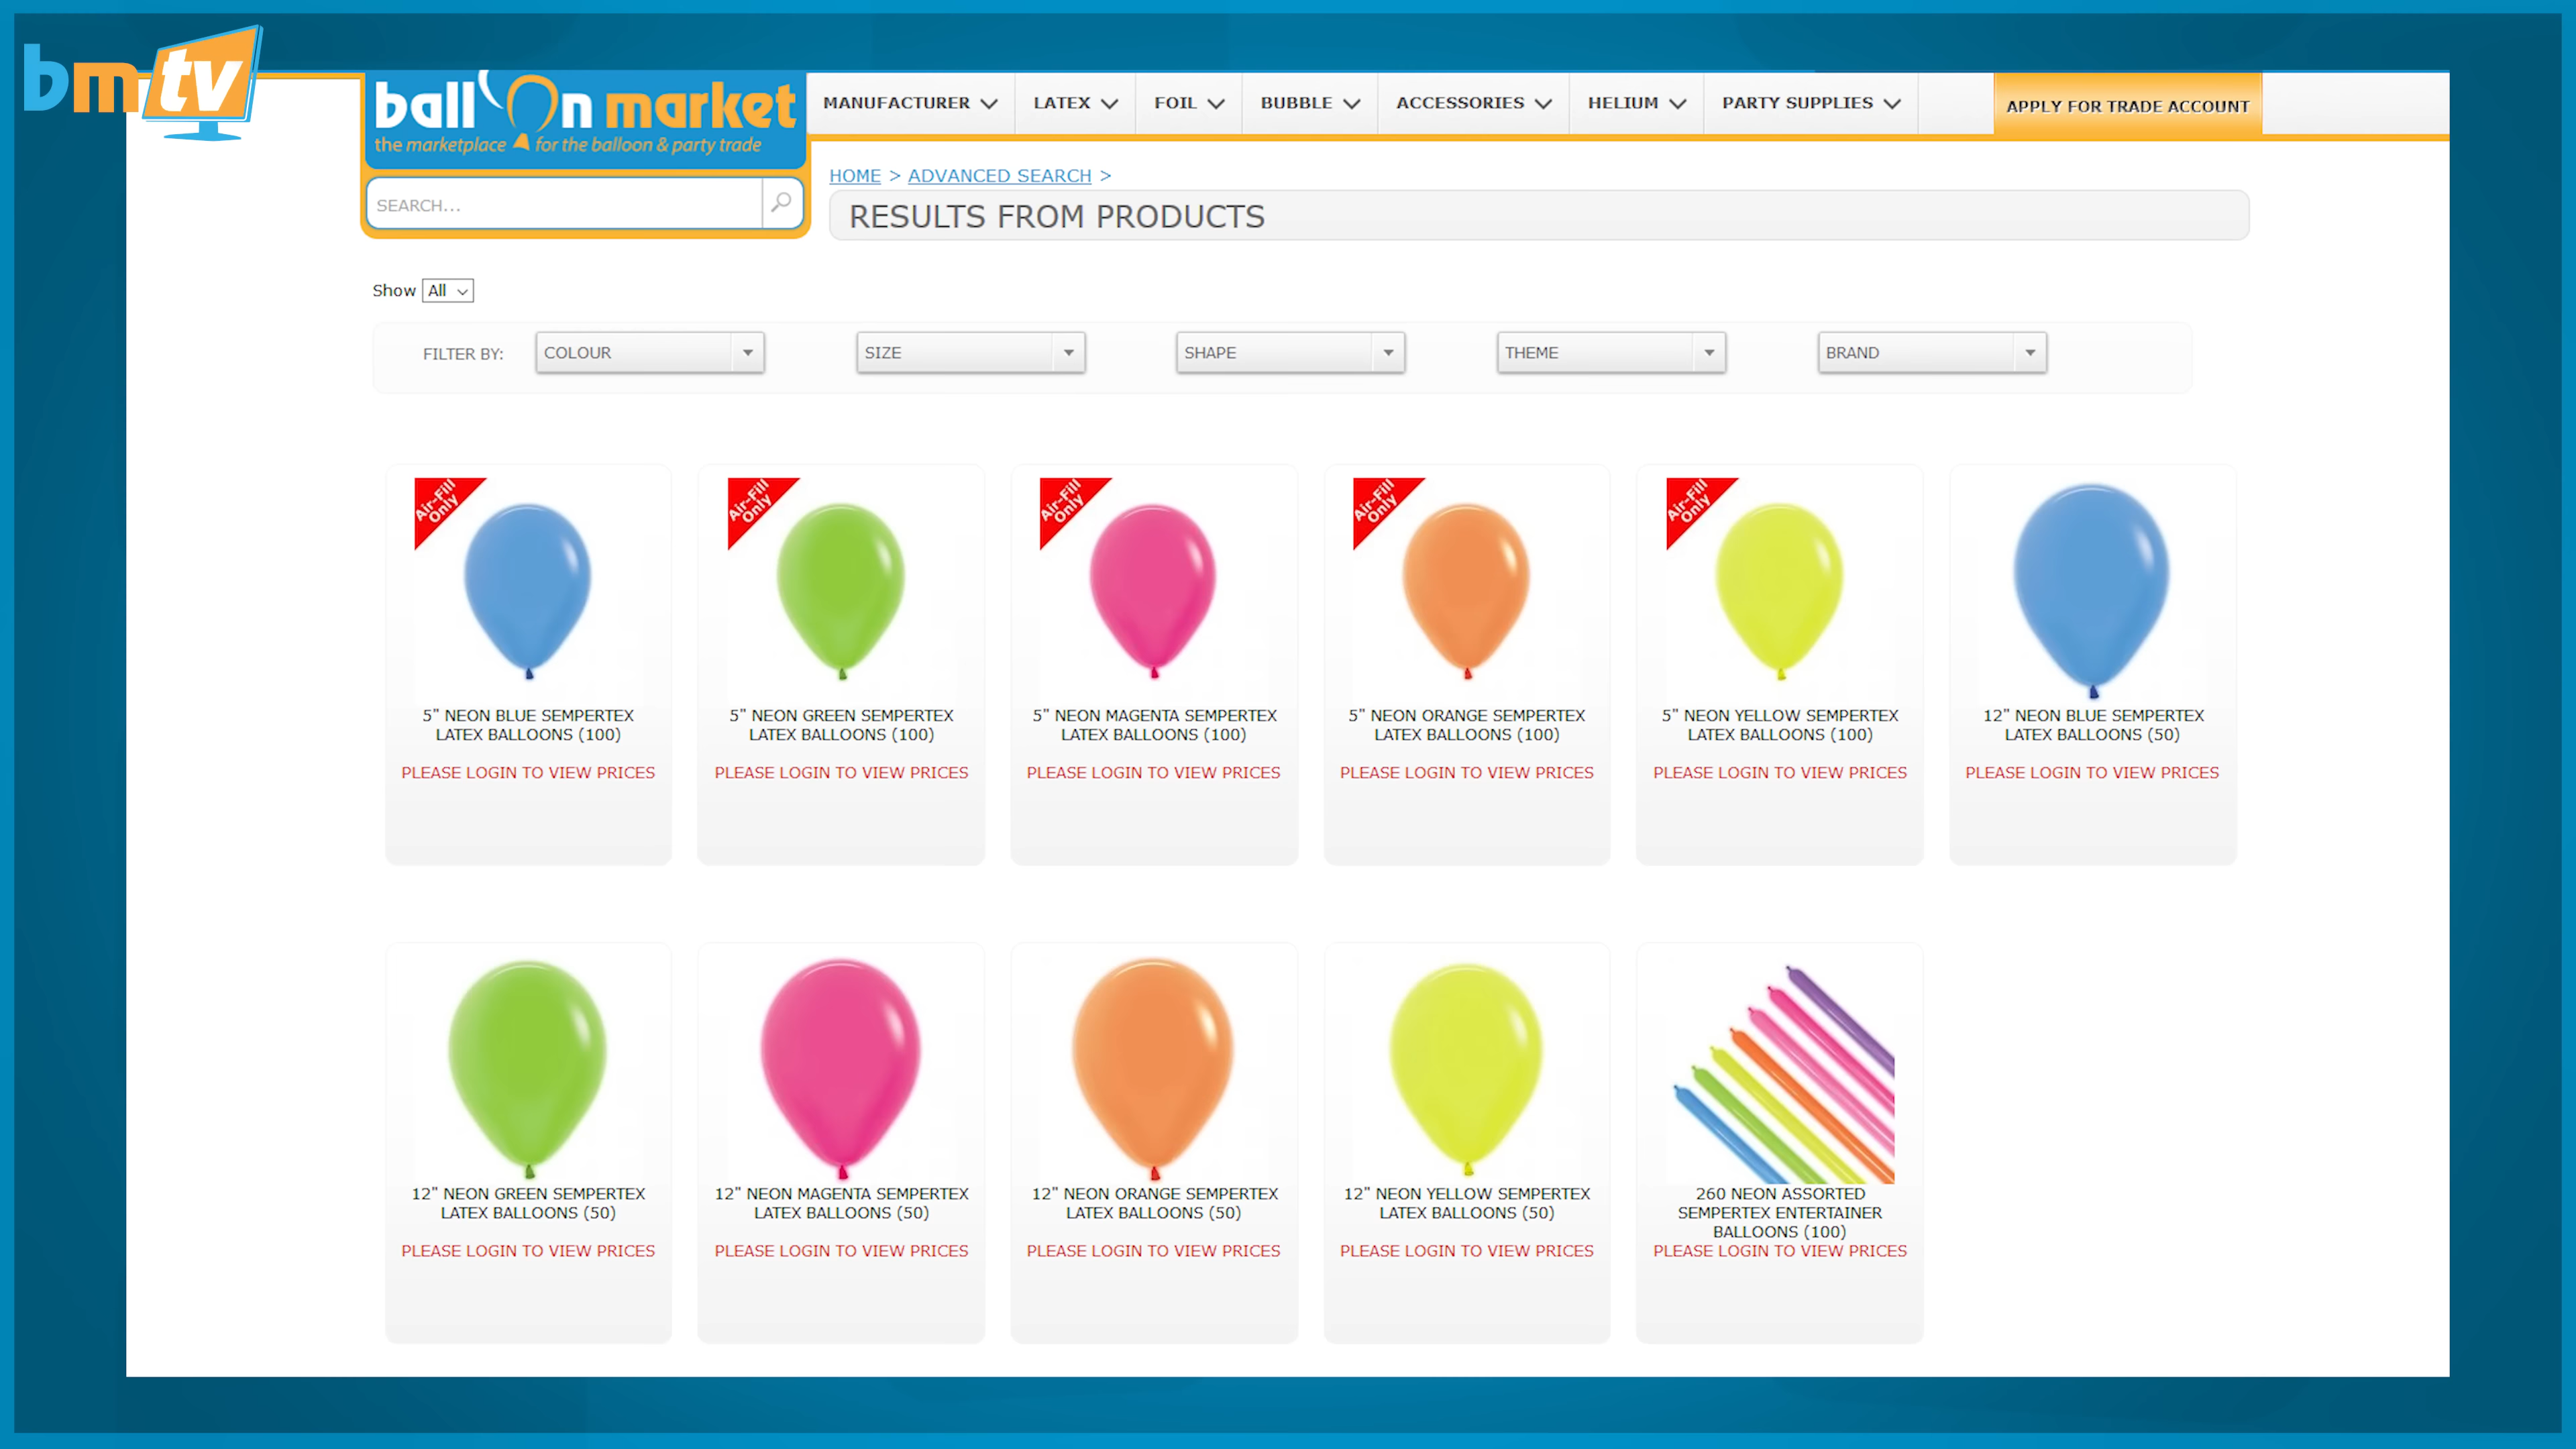 bmtv
balloon market
the marketplace for the balloon & party trade
MANUFACTURER
LATEX
FOIL
BUBBLE
ACCESSORIES
HELIUM
PARTY SUPPLIES
APPLY FOR TRADE ACCOUNT
SEARCH...
HOME > ADVANCED SEARCH >
RESULTS FROM PRODUCTS
Show All
FILTER BY:
COLOUR
SIZE
SHAPE
THEME
BRAND
Air-Fill
Only
5" NEON BLUE SEMPERTEX
LATEX BALLOONS (100)
PLEASE LOGIN TO VIEW PRICES
Air-Fill
Only
5" NEON GREEN SEMPERTEX
LATEX BALLOONS (100)
PLEASE LOGIN TO VIEW PRICES
Air-Fill
Only
5" NEON MAGENTA SEMPERTEX
LATEX BALLOONS (100)
PLEASE LOGIN TO VIEW PRICES
Air-Fill
Only
5" NEON ORANGE SEMPERTEX
LATEX BALLOONS (100)
PLEASE LOGIN TO VIEW PRICES
Air-Fill
Only
5" NEON YELLOW SEMPERTEX
LATEX BALLOONS (100)
PLEASE LOGIN TO VIEW PRICES
12" NEON BLUE SEMPERTEX
LATEX BALLOONS (50)
PLEASE LOGIN TO VIEW PRICES
12" NEON GREEN SEMPERTEX
LATEX BALLOONS (50)
PLEASE LOGIN TO VIEW PRICES
12" NEON MAGENTA SEMPERTEX
LATEX BALLOONS (50)
PLEASE LOGIN TO VIEW PRICES
12" NEON ORANGE SEMPERTEX
LATEX BALLOONS (50)
PLEASE LOGIN TO VIEW PRICES
12" NEON YELLOW SEMPERTEX
LATEX BALLOONS (50)
PLEASE LOGIN TO VIEW PRICES
260 NEON ASSORTED
SEMPERTEX ENTERTAINER
BALLOONS (100)
PLEASE LOGIN TO VIEW PRICES